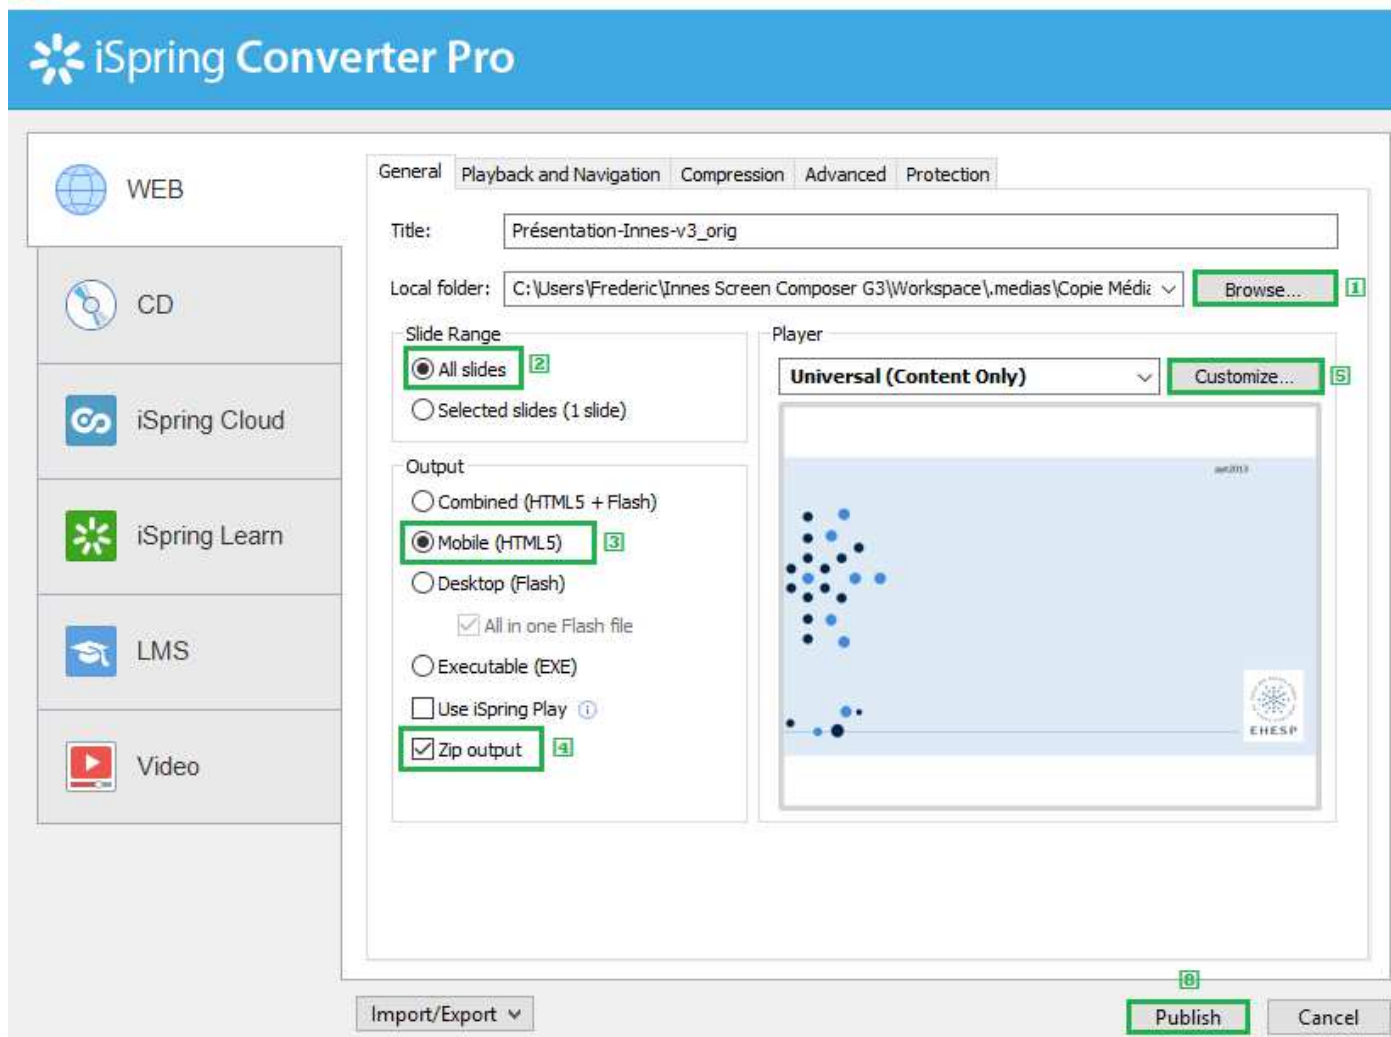 iSpring Converter Pro
WEB
CD
iSpring Cloud
iSpring Learn
LMS
Video
General Playback and Navigation Compression Advanced Protection
Title: Présentation-Innes-v3_orig
Local folder: C:\Users\Frederic\Innes Screen Composer G3\Workspace\.medias\Copie Média Browse... 1
Slide Range
All slides 2
Selected slides (1 slide)
Output
Combined (HTML5 + Flash)
Mobile (HTML5) 3
Desktop (Flash)
All in one Flash file
Executable (EXE)
Use iSpring Play
Zip output 4
Player
Universal (Content Only) Customize... 5
EHESP
8
Import/Export Publish Cancel